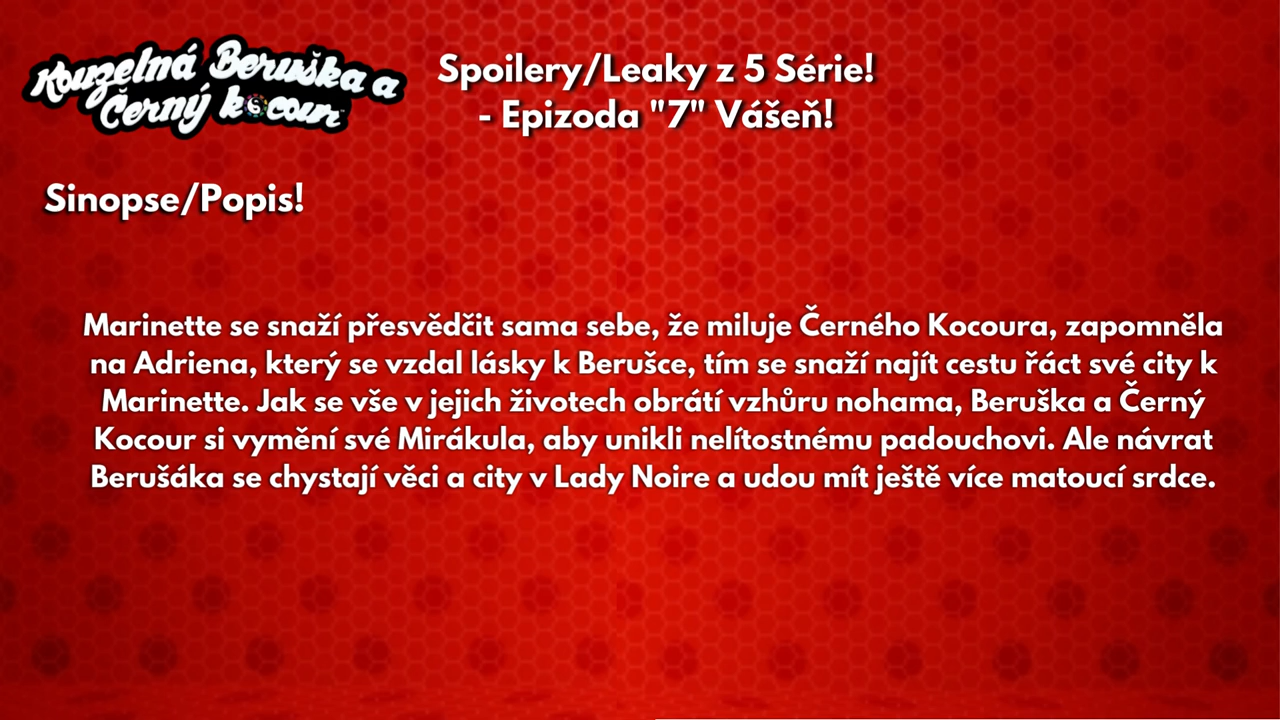 Kouzelná Beruška a
Černý kocour™
Spoilery/Leaky z 5 Série!
- Epizoda "7" Vášeň!
Sinopse/Popis!
Marinette se snaží přesvědčit sama sebe, že miluje Černého Kocoura, zapomněla
na Adriena, který se vzdal lásky k Berušce, tím se snaží najít cestu řáct své city k
Marinette. Jak se vše v jejich životech obrátí vzhůru nohama, Beruška a Černý
Kocour si vymění své Mirákula, aby unikli nelítostnému padouchovi. Ale návrat
Berušáka se chystají věci a city v Lady Noire a udou mít ještě více matoucí srdce.